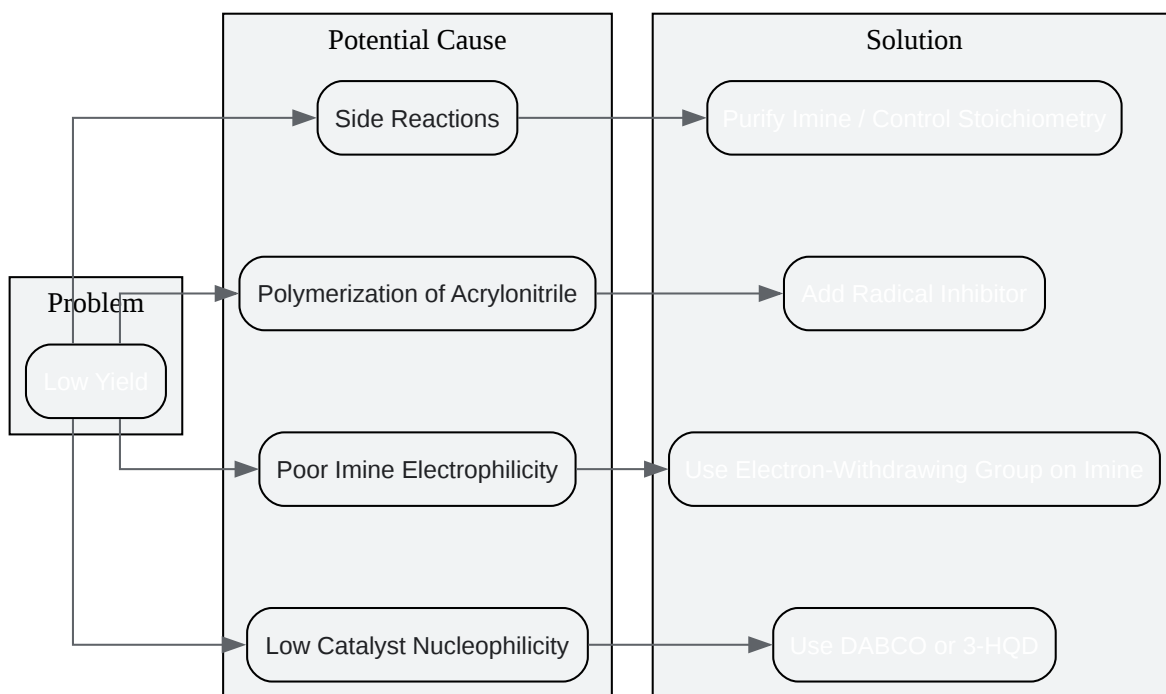 Potential Cause
Solution
Side Reactions
Purify Imine / Control Stoichiometry
Problem
Polymerization of Acrylonitrile
Add Radical Inhibitor
Low Yield
Poor Imine Electrophilicity
Use Electron-Withdrawing Group on Imine
Low Catalyst Nucleophilicity
Use DABCO or 3-HQD